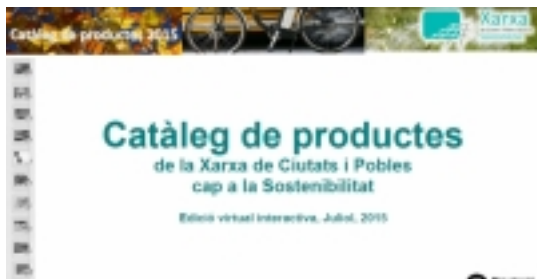 Catàleg de productes 2015
Xarxa
Catàleg de productes
de la Xarxa de Ciutats i Pobles
cap a la Sostenibilitat
Edició virtual interactiva, Juliol, 2015